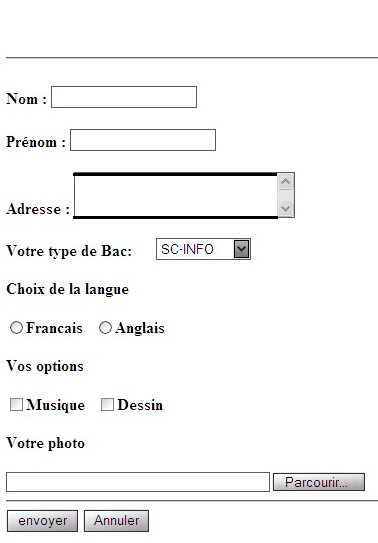 Nom :
Prénom :
Adresse :
Votre type de Bac: SC-INFO
Choix de la langue
Francais Anglais
Vos options
Musique Dessin
Votre photo
Parcourir...
envoyer Annuler